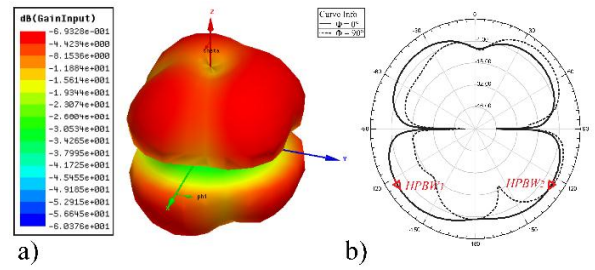 dB(GainInput)
-6.9320e-001
-4.4234e+000
-8.1536e+000
-1.1884e+001
-1.5614e+001
-1.9344e+001
-2.3074e+001
-2.6804e+001
-3.0534e+001
-3.4265e+001
-3.7995e+001
-4.1725e+001
-4.5455e+001
-4.9185e+001
-5.2915e+001
-5.6645e+001
-6.0376e+001
Z
Y
phi
a)
Curve Info
Φ = 0°
Φ = 90°
0
-30
30
-60
60
-90
90
-120
120
-150
150
-180
HPBW1
HPBW2
b)